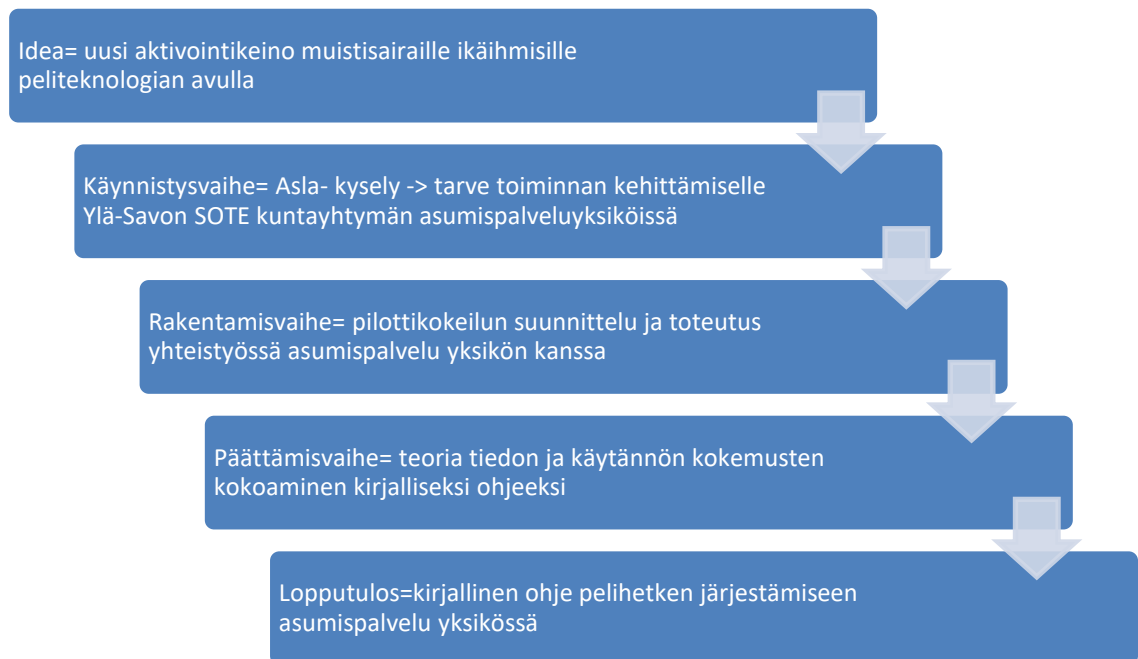 Idea= uusi aktivointikeino muistisairaille ikäihmisille
peliteknologian avulla
Käynnistysvaihe= Asla- kysely -> tarve toiminnan kehittämiselle
Ylä-Savon SOTE kuntayhtymän asumispalveluyksiköissä
Rakentamisvaihe= pilottikokeilun suunnittelu ja toteutus
yhteistyössä asumispalvelu yksikön kanssa
Päättämisvaihe= teoria tiedon ja käytännön kokemusten
kokoaminen kirjalliseksi ohjeeksi
Lopputulos=kirjallinen ohje pelihetken järjestämiseen
asumispalvelu yksikössä